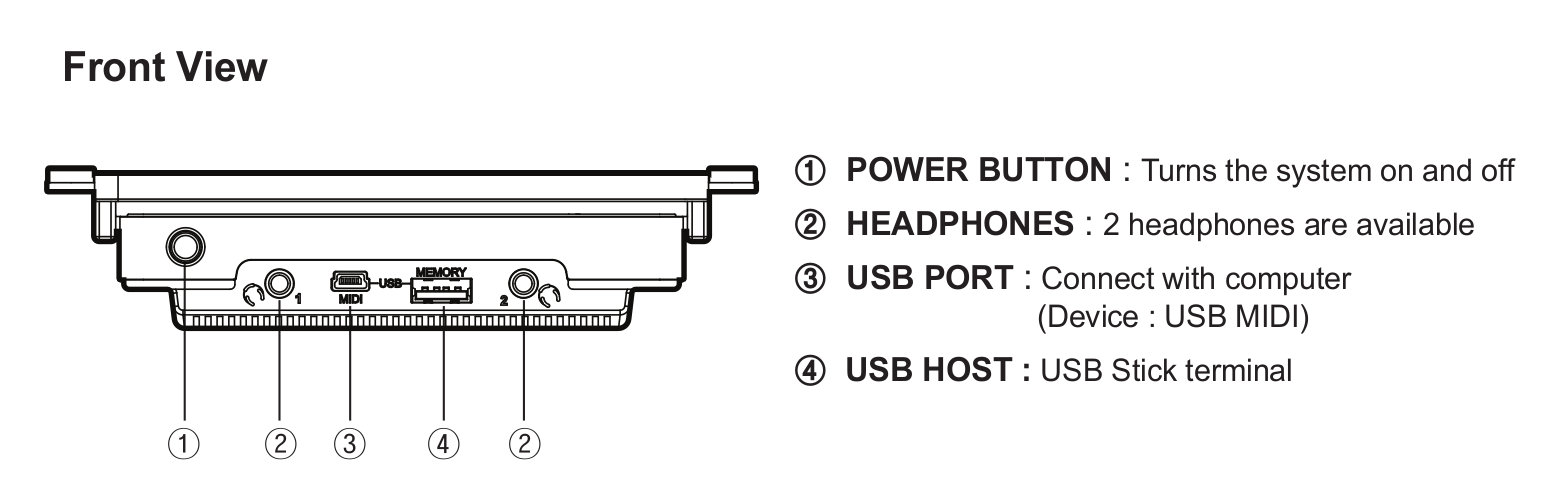 Front View
① POWER BUTTON : Turns the system on and off
② HEADPHONES : 2 headphones are available
③ USB PORT : Connect with computer
(Device : USB MIDI)
④ USB HOST : USB Stick terminal
MEMORY
USB
1 MIDI 2
① ② ③ ④ ②